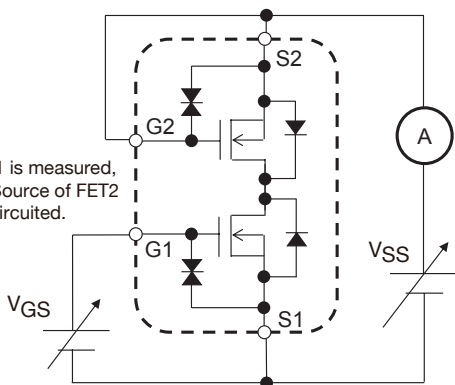 S2
G2
A
1 is measured,
Source of FET2
ircuited.
G1
VSS
VGS
S1